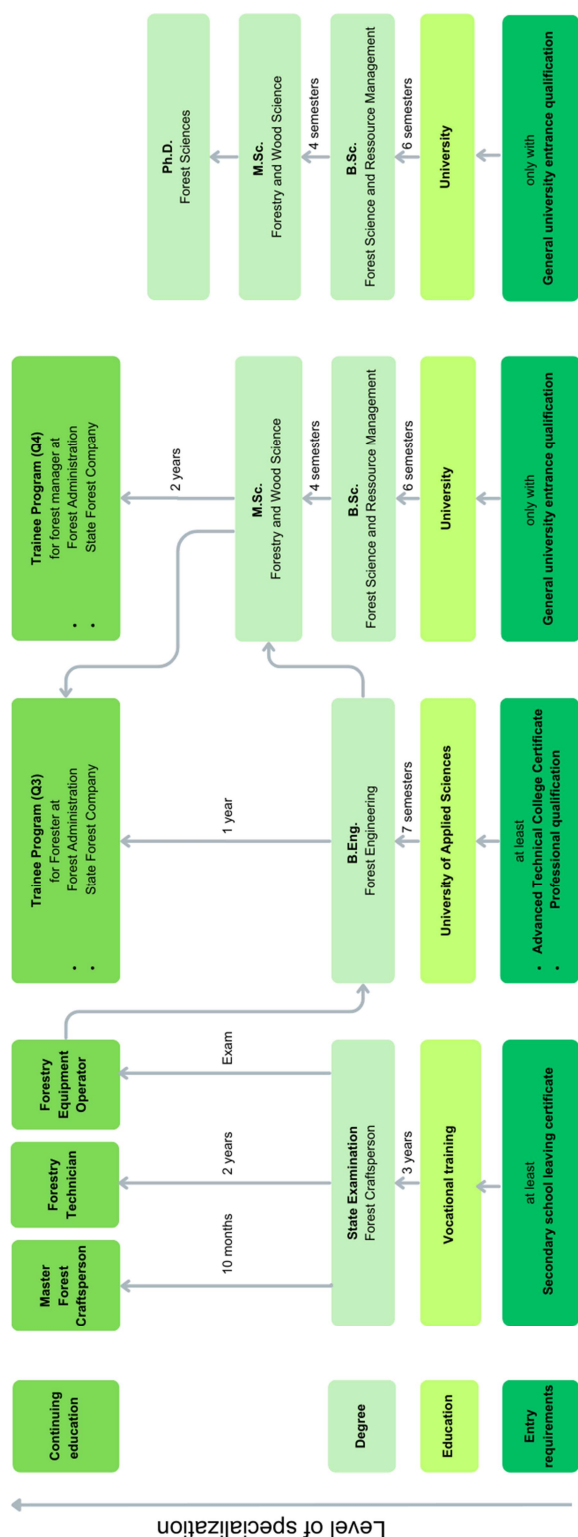 Level of specialization
Continuing
education
Master
Forest
Craftsperson
Forestry
Technician
Forestry
Equipment
Operator
Trainee Program (Q3)
for Forester at
• Forest Administration
• State Forest Company
Trainee Program (Q4)
for forest manager at
• Forest Administration
• State Forest Company
10 months
2 years
Exam
1 year
2 years
Ph.D.
Forest Sciences
M.Sc.
Forestry and Wood Science
M.Sc.
Forestry and Wood Science
4 semesters
4 semesters
Degree
State Examination
Forest Craftsperson
B.Eng.
Forest Engineering
B.Sc.
Forest Science and Ressource Management
B.Sc.
Forest Science and Ressource Management
3 years
7 semesters
6 semesters
6 semesters
Education
Vocational training
University of Applied Sciences
University
University
Entry
requirements
at least
Secondary school leaving certificate
at least
• Advanced Technical College Certificate
• Professional qualification
only with
General university entrance qualification
only with
General university entrance qualification